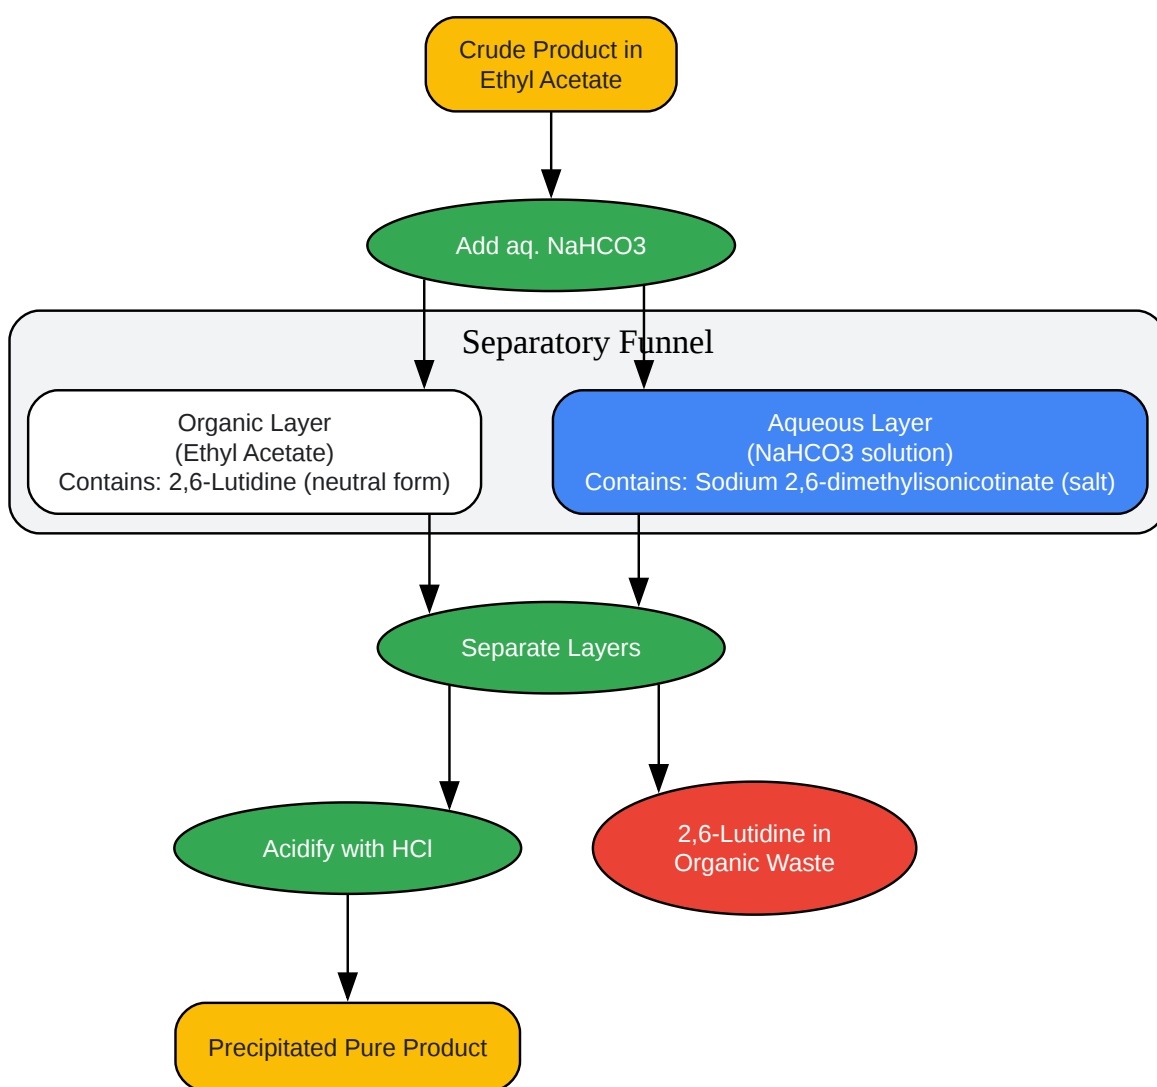 Crude Product in
Ethyl Acetate
Add aq. NaHCO3
Separatory Funnel
Organic Layer
(Ethyl Acetate)
Contains: 2,6-Lutidine (neutral form)
Aqueous Layer
(NaHCO3 solution)
Contains: Sodium 2,6-dimethylisonicotinate (salt)
Separate Layers
Acidify with HCl
2,6-Lutidine in
Organic Waste
Precipitated Pure Product